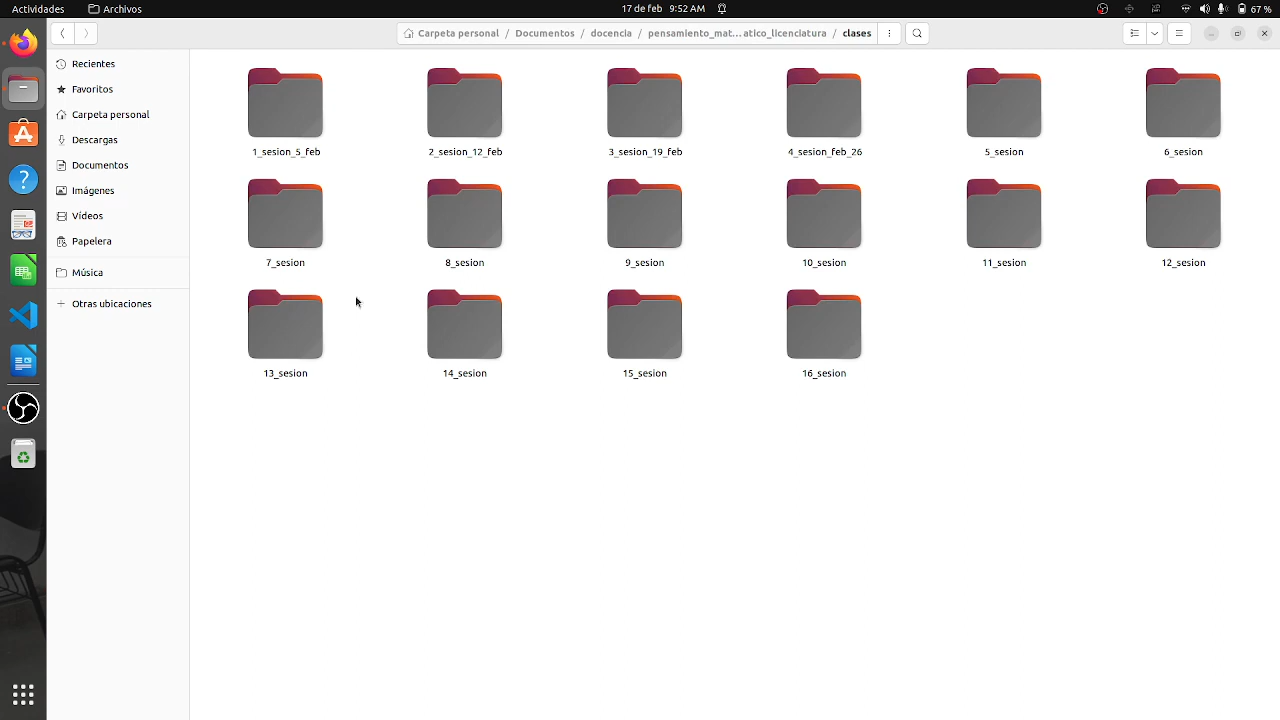 Actividades Archivos 17 de feb 9:52 AM 67 %
Carpeta personal / Documentos / docencia / pensamiento_mat...atico_licenciatura / clases
Recientes
Favoritos
Carpeta personal
Descargas
Documentos
Imágenes
Vídeos
Papelera
Música
Otras ubicaciones
1_sesion_5_feb 2_sesion_12_feb 3_sesion_19_feb 4_sesion_feb_26 5_sesion 6_sesion
7_sesion 8_sesion 9_sesion 10_sesion 11_sesion 12_sesion
13_sesion 14_sesion 15_sesion 16_sesion